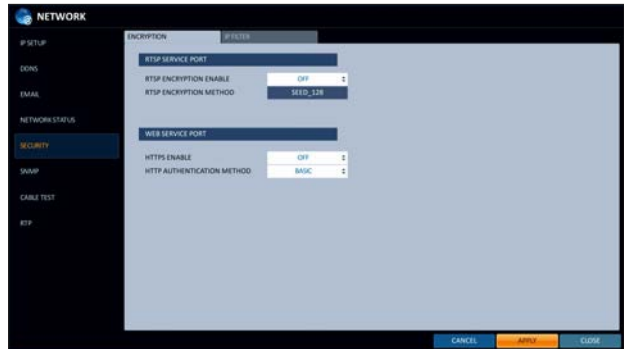 NETWORK
IP SETUP
DDNS
EMAIL
NETWORK STATUS
SECURITY
SNMP
CABLE TEST
RTP
ENCRYPTION
IP FILTER
RTSP SERVICE PORT
RTSP ENCRYPTION ENABLE OFF
RTSP ENCRYPTION METHOD SEED_128
WEB SERVICE PORT
HTTPS ENABLE OFF
HTTP AUTHENTICATION METHOD BASIC
CANCEL APPLY CLOSE